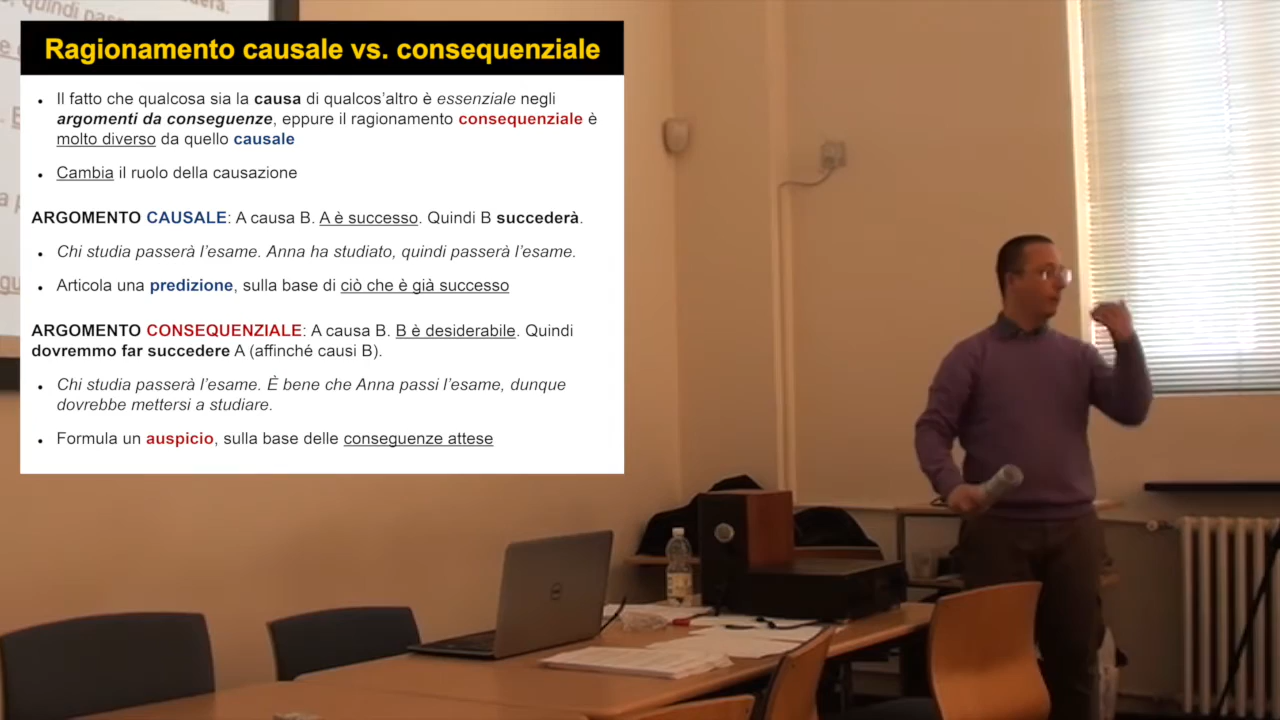 Ragionamento causale vs. consequenziale
• Il fatto che qualcosa sia la causa di qualcos'altro è essenziale negli
argomenti da conseguenze, eppure il ragionamento consequenziale è
molto diverso da quello causale
• Cambia il ruolo della causazione
ARGOMENTO CAUSALE: A causa B. A è successo. Quindi B succederà.
• Chi studia passerà l'esame. Anna ha studiato, quindi passerà l'esame.
• Articola una predizione, sulla base di ciò che è già successo
ARGOMENTO CONSEQUENZIALE: A causa B. B è desiderabile. Quindi
dovremmo far succedere A (affinché causi B).
• Chi studia passerà l'esame. È bene che Anna passi l'esame, dunque
dovrebbe mettersi a studiare.
• Formula un auspicio, sulla base delle conseguenze attese